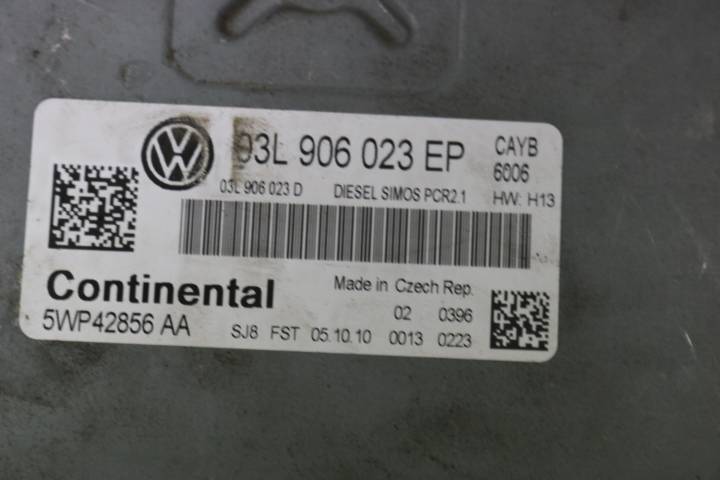 03L 906 023 EP
CAYB
6006
03L 906 023 D DIESEL SIMOS PCR2.1 HW: H13
Continental
Made in Czech Rep.
5WP42856 AA
02 0396
SJ8 FST 05.10.10 0013 0223